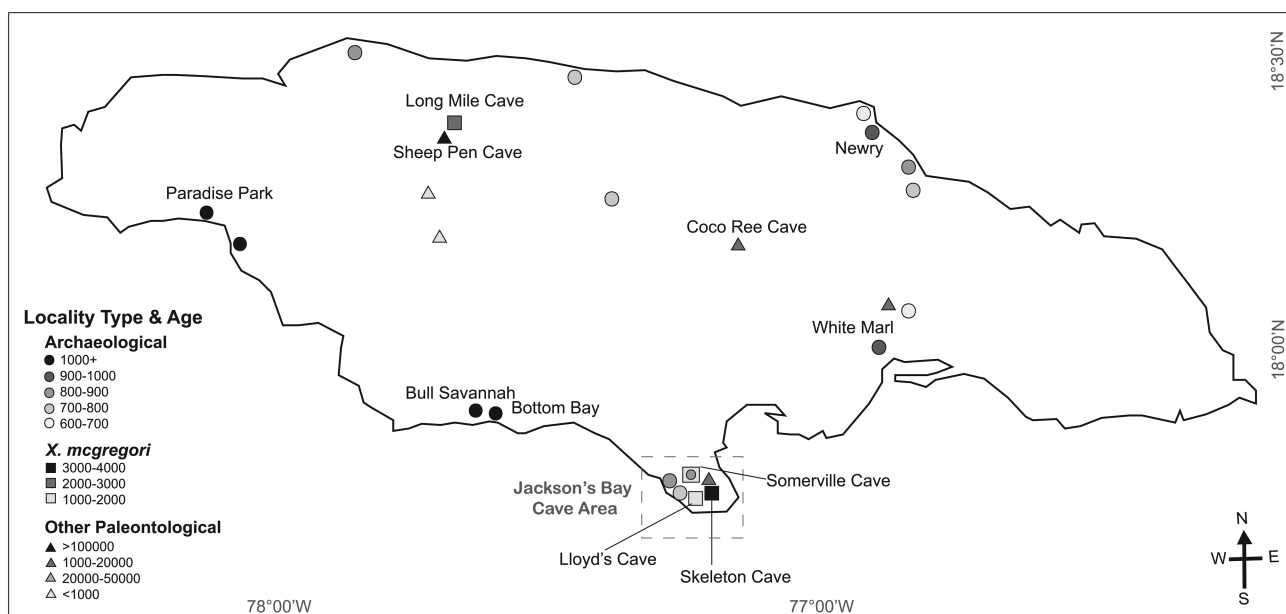 18°30'N
Long Mile Cave
Sheep Pen Cave
Newry
Paradise Park
Coco Ree Cave
Locality Type & Age
Archaeological
1000+
900-1000
800-900
700-800
600-700
X. mcgregori
3000-4000
2000-3000
1000-2000
Other Paleontological
>100000
1000-20000
20000-50000
<1000
White Marl
18°00'N
Bull Savannah
Bottom Bay
Jackson's Bay
Cave Area
Somerville Cave
Lloyd's Cave
Skeleton Cave
N
W
E
S
78°00'W
77°00'W